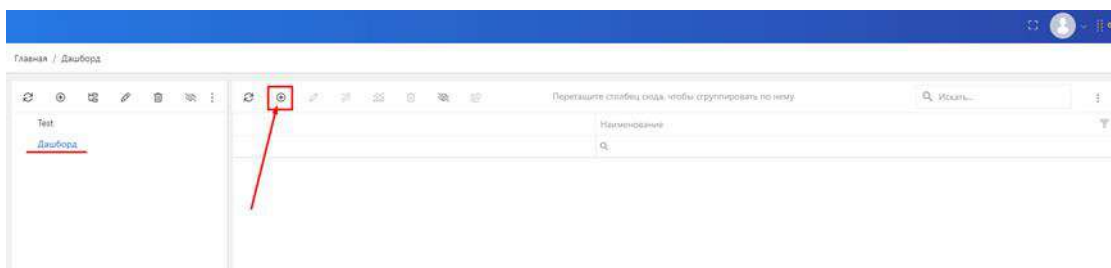 Главная / Дашборд
Перетащите столбец сюда, чтобы сгруппировать по нему
Искать...
Test
Дашборд
Наименование